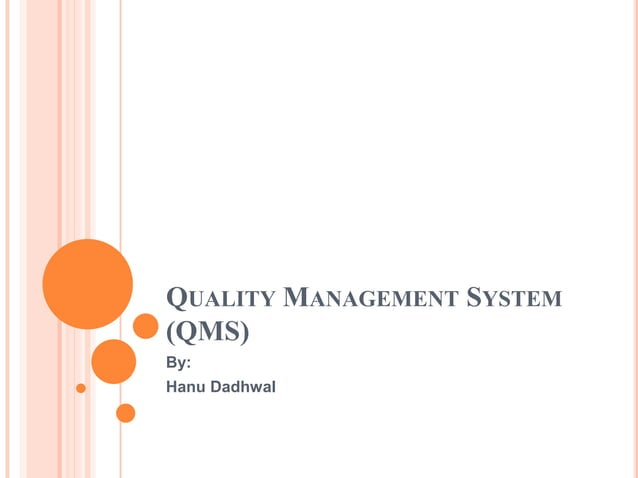 Quality Management System
(QMS)
By:
Hanu Dadhwal